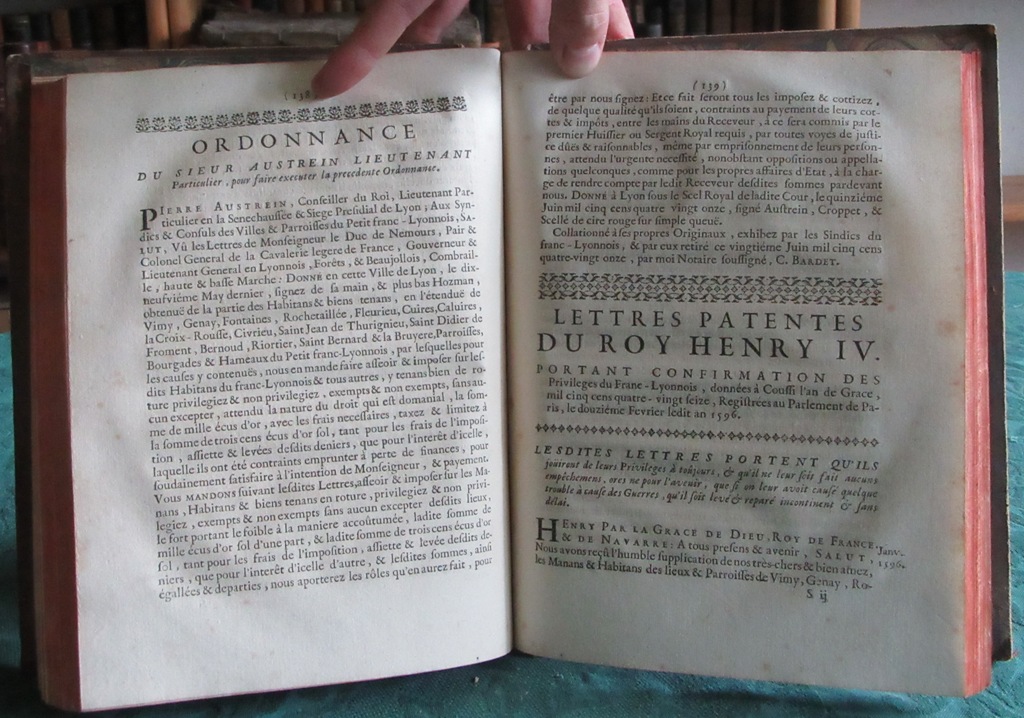 (138
ORDONNANCE
DU SIEUR AUSTREIN LIEUTENANT
Particulier, pour faire executer la precedente Ordonnance.
PIERRE AUSTREIN, Conseiller du Roi, Lieutenant Par-
ticulier en la Senechaussée & Siege Presidial de Lyon; Aux Syn-
dics & Consuls des Villes & Parroisses du Petit franc-Lyonnois, SA-
LUT, Vû les Lettres de Monseigneur le Duc de Nemours, Pair &
Colonel General de la Cavalerie legere de France, Gouverneur &
Lieutenant General en Lyonnois, Forêts, & Beaujollois, Combrail-
le, haute & basse Marche: DONNÉ en cette Ville de Lyon, le dix-
neufviéme May dernier, signez de sa main, & plus bas Hozman,
obtenuë de la partie des Habitans & biens tenans, en l'étenduë de
Vimy, Genay, Fontaines, Rochetaillée, Fleurieu, Cuires, Caluires,
la Croix-Rousse, Civrieu, Saint Jean de Thurignieu, Saint Didier de
Froment, Bernoud, Riortier, Saint Bernard & la Bruyere, Parroisses,
Bourgades & Hameaux du Petit franc-Lyonnois, par lesquelles pour
les causes y contenuës, nous en mande faire asseoir & imposer sur les-
dits Habitans du franc-Lyonnois & tous autres, y tenans bien de ro-
ture privilegiez & non privilegiez, exempts & non exempts, sans au-
cun excepter, attendu la nature du droit qui est domanial, la som-
me de mille écus d'or, avec les frais necessaires, taxez & limitez à
la somme de trois cens écus d'or sol, tant pour les frais de l'imposi-
tion, assiette & levées desdits deniers, que pour l'interêt d'icelle,
laquelle ils ont été contraints emprunter à perte de finances, pour
soudainement satisfaire à l'intention de Monseigneur, & payement.
Vous MANDONS suivant lesdites Lettres, asseoir & imposer sur les Ma-
nans, Habitans & biens tenans en roture, privilegiez & non privi-
legiez, exempts & non exempts sans aucun excepter desdits lieux,
le fort portant le foible à la maniere accoûtumée, ladite somme de
mille écus d'or sol d'une part, & ladite somme de trois cens écus d'or
sol, tant pour les frais de l'imposition, assiette & levée desdits de-
niers, que pour l'interêt d'icelle d'autre, & lesdites sommes, ainsi
égallées & departies, nous aporterez les rôles qu'en aurez fait, pour
(139)
être par nous signez: Et ce fait seront tous les imposez & cottizez,
de quelque qualité qu'ils soient, contraints au payement de leurs cot-
tes & impôts, entre les mains du Receveur, à ce sera commis par le
premier Huissier ou Sergent Royal requis, par toutes voyes de justi-
ce dûës & raisonnables, même par emprisonnement de leurs person-
nes, attendu l'urgente necessité, nonobstant oppositions ou appella-
tions quelconques, comme pour les propres affaires d'Etat, à la char-
ge de rendre compte par ledit Receveur desdites sommes pardevant
nous. DONNÉ à Lyon sous le Scel Royal de ladite Cour, le quinziéme
Juin mil cinq cens quatre vingt onze, signé Austrein, Croppet, &
Scellé de cire rouge sur simple queuë.
Collationné à ses propres Originaux, exhibez par les Sindics du
franc-Lyonnois, & par eux retiré ce vingtiéme Juin mil cinq cens
quatre-vingt onze, par moi Notaire soussigné, C. BARDET.
LETTRES PATENTES
DU ROY HENRY IV.
PORTANT CONFIRMATION DES
Privileges du Franc-Lyonnois, données à Coussi l'an de Grace,
mil cinq cens quatre-vingt seize, Registrées au Parlement de Pa-
ris, le douziéme Fevrier ledit an 1596.
LESDITES LETTRES PORTENT QU'ILS
joüiront de leurs Privileges à toûjours, & qu'il ne leur sois fait aucuns
empêchemens, ores ne pour l'avenir, que si on leur avoit causé quelque
trouble à cause des Guerres, qu'il soit levé & reparé incontinent & sans
délai.
HENRY PAR LA GRACE DE DIEU, ROY DE FRANCE Janv.
& DE NAVARRE: A tous presens & avenir, SALUT, 1596.
Nous avons reçû l'humble supplication de nos très-chers & bien amez,
les Manans & Habitans des lieux & Parroisses de Vimy, Genay, Ro-
S ij